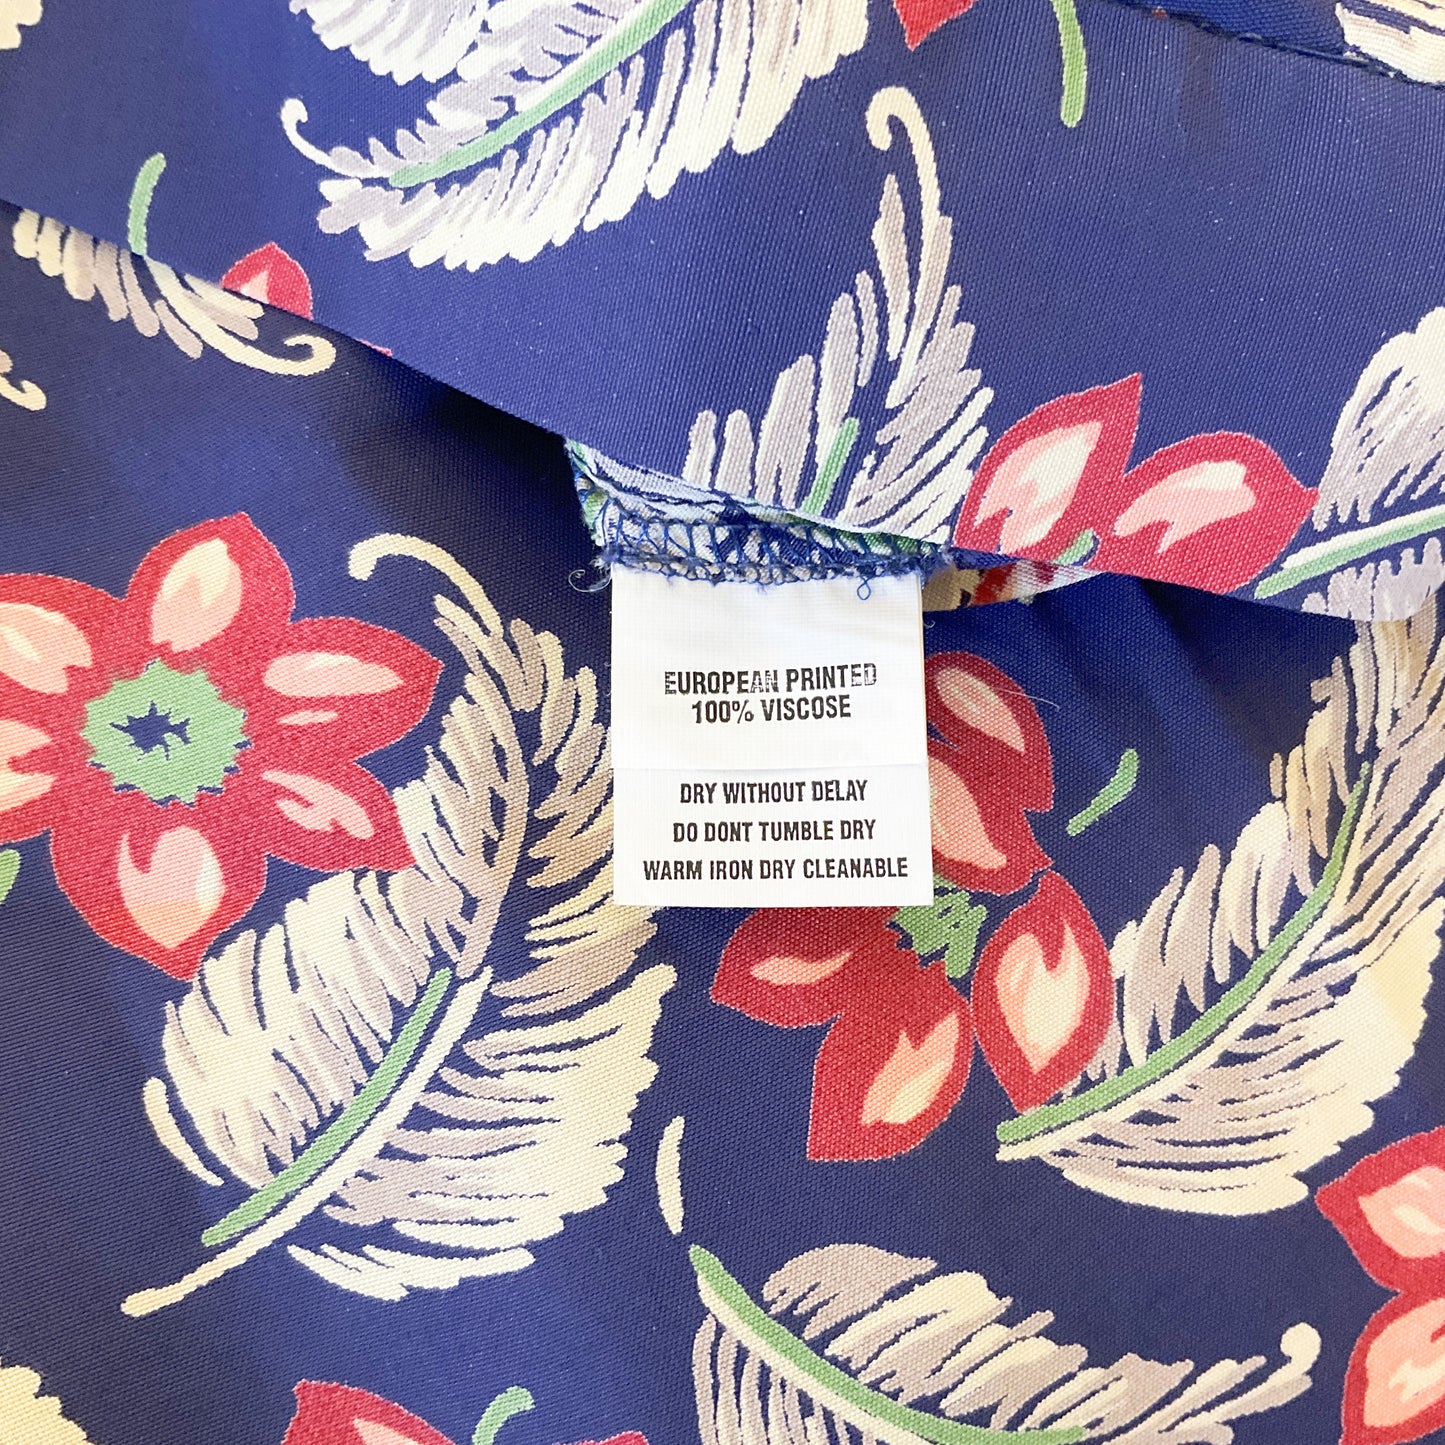 EUROPEAN PRINTED
100% VISCOSE
DRY WITHOUT DELAY
DO DONT TUMBLE DRY
WARM IRON DRY CLEANABLE